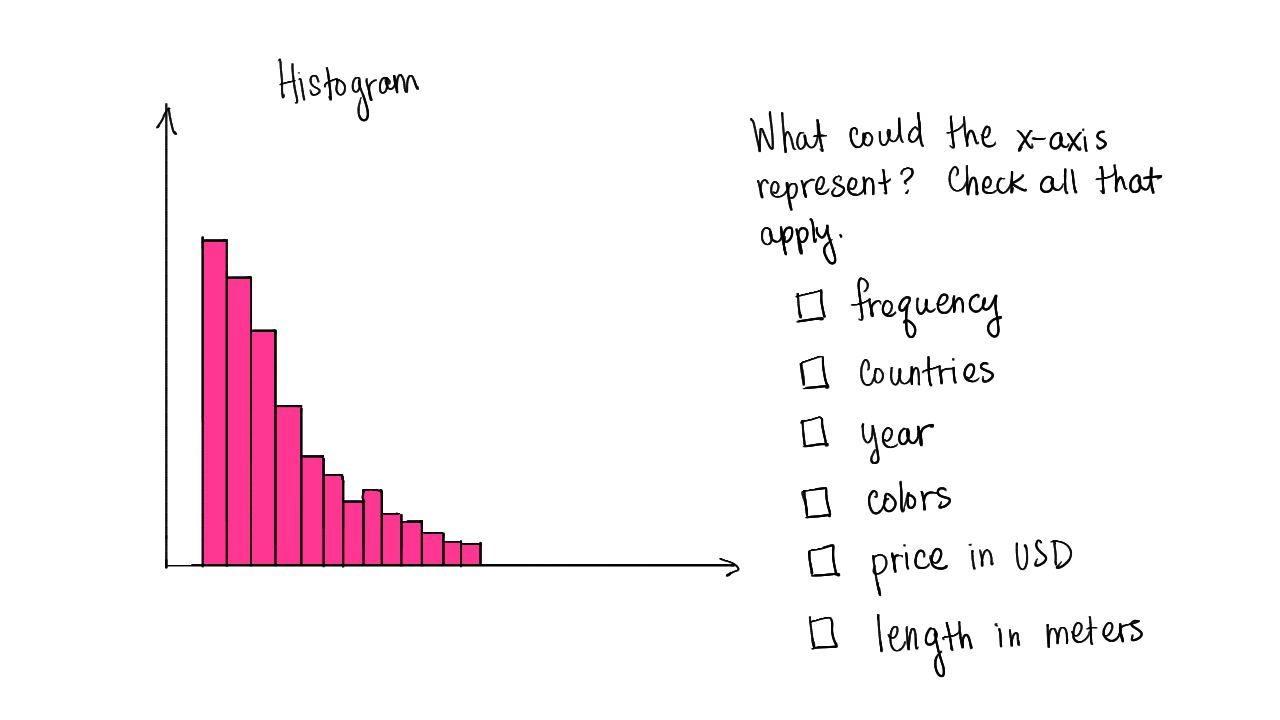 Histogram
What could the x-axis
represent? Check all that
apply.
frequency
countries
year
colors
price in USD
length in meters